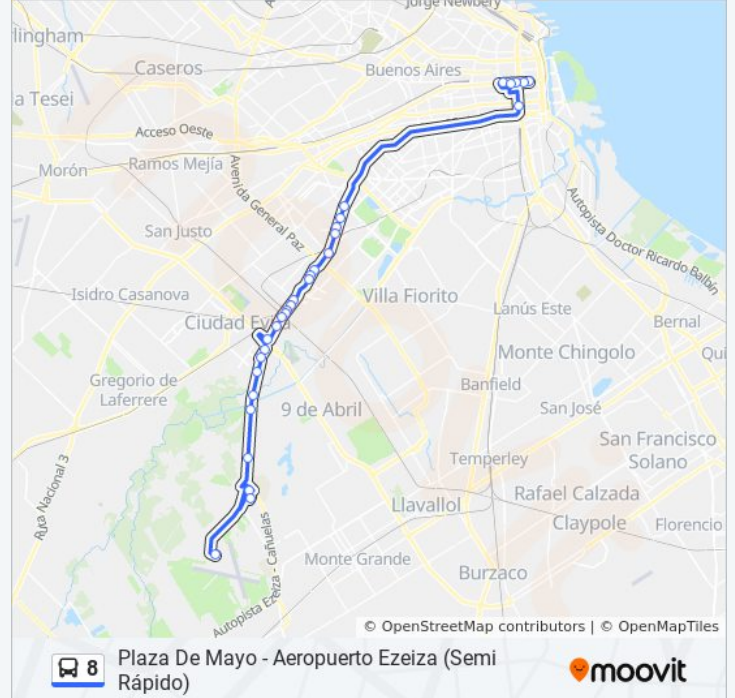 Jorge Newbery
lingham
Caseros
Buenos Aires
la Tesei
Acceso Oeste
Ramos Mejía
Morón
Avenida General Paz
Autopista Doctor Ricardo Balbín
San Justo
Isidro Casanova
Villa Fiorito
Lanús Este
Bernal
Ciudad Evita
Monte Chingolo
Qui
Gregorio de
Laferrere
Banfield
9 de Abril
San José
San Francisco
Solano
Temperley
Ruta Nacional 3
Rafael Calzada
Llavallol
Claypole
Florencio
Autopista Ezeiza - Cañuelas
Monte Grande
Burzaco
© OpenStreetMap contributors | © OpenMapTiles
8 Plaza De Mayo - Aeropuerto Ezeiza (Semi
Rápido)
moovit